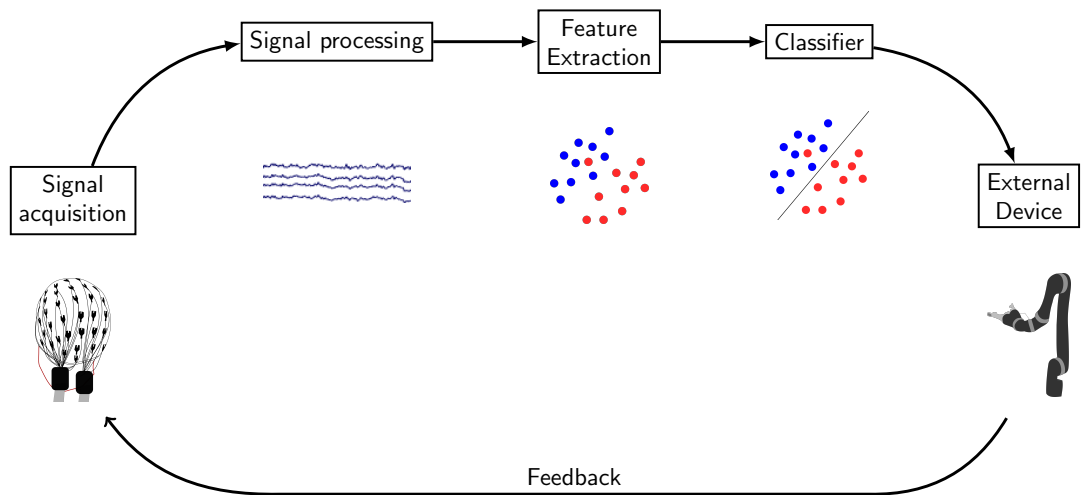 Signal processing
Feature
Extraction
Classifier
Signal
acquisition
External
Device
Feedback